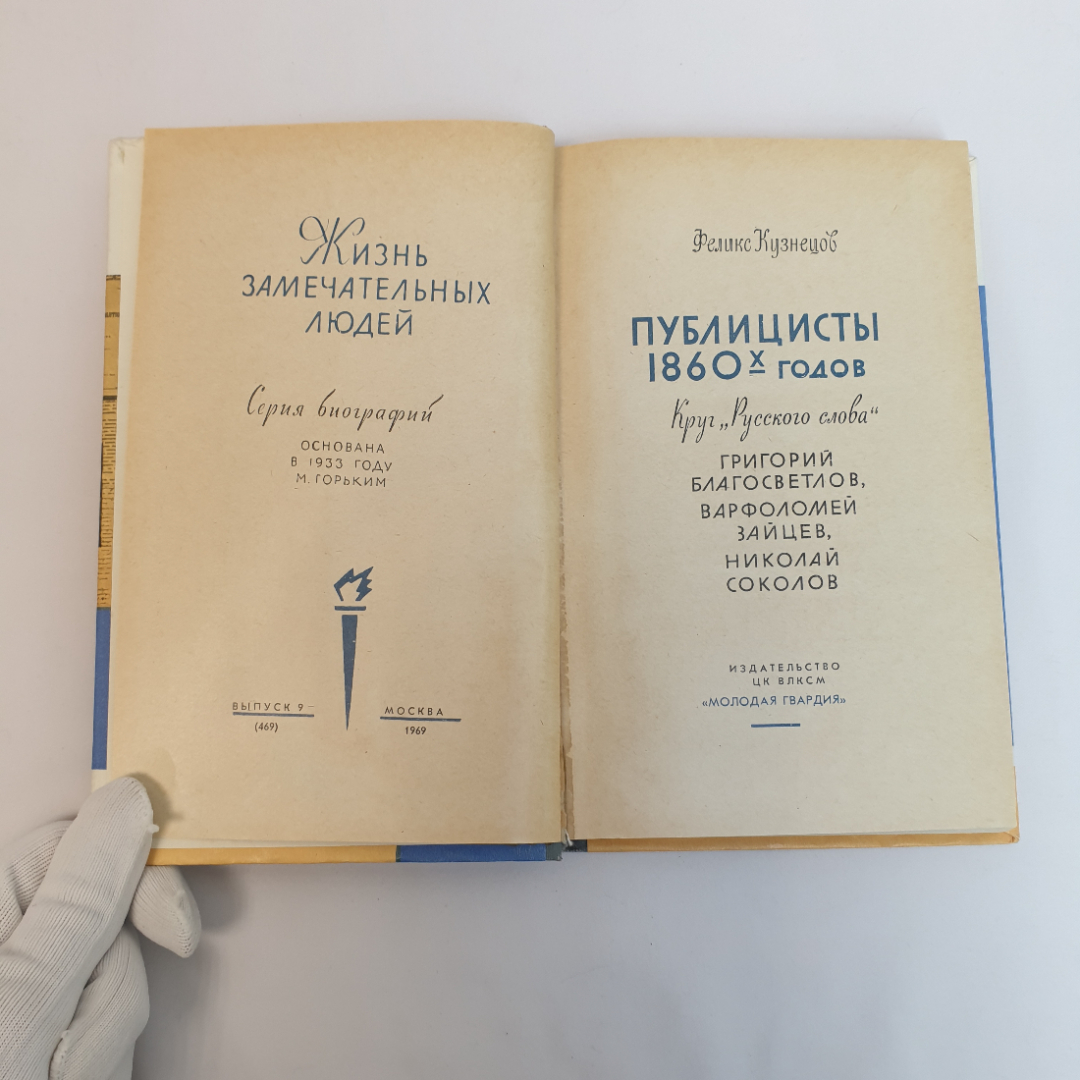 Жизнь
ЗАМЕЧАТЕЛЬНЫХ
ЛЮДЕЙ
Серия биографий
ОСНОВАНА
В 1933 ГОДУ
М. ГОРЬКИМ
ВЫПУСК 9
(469)
МОСКВА
1969
Феликс Кузнецов
ПУБЛИЦИСТЫ
1860Х ГОДОВ
Круг „Русского слова“
ГРИГОРИЙ
БЛАГОСВЕТЛОВ,
ВАРФОЛОМЕЙ
ЗАЙЦЕВ,
НИКОЛАЙ
СОКОЛОВ
ИЗДАТЕЛЬСТВО
ЦК ВЛКСМ
«МОЛОДАЯ ГВАРДИЯ»